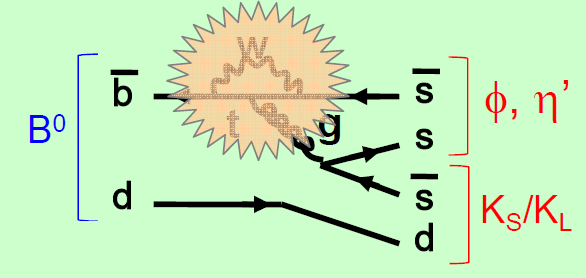 W
b̅ s̅
t g
ϕ, η’
B⁰
s
d s̅
K_S/K_L
d